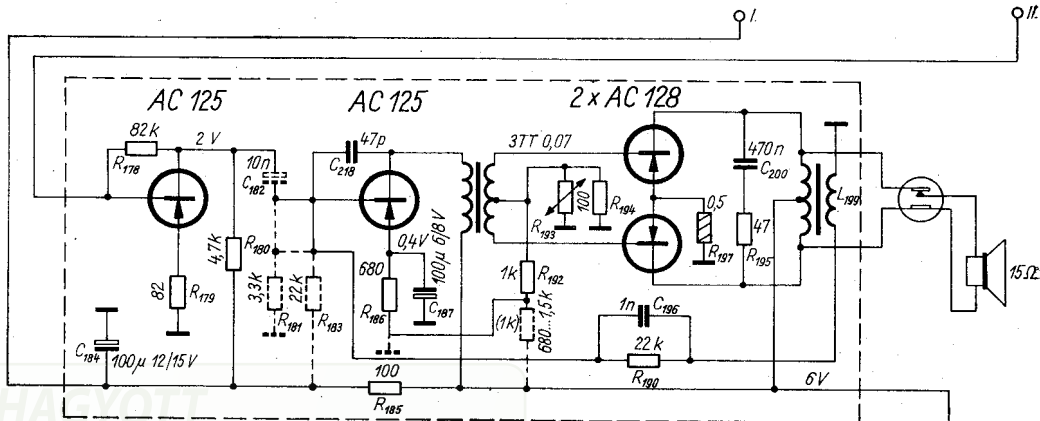 I.
II.
AC 125
AC 125
2 x AC 128
82k
R178
2 V
10n
C182
47p
C218
3TT 0,07
470n
C200
L199
100
R193
R194
0,5
R197
47
R195
4,7k
R180
0,4V
100µ 6/8V
C187
680
R186
1k
R192
82
R179
3,3k
R181
22k
R183
(1k)
680...1,5k
1n
C196
22 k
R190
15Ω
C184
100µ 12/15V
100
R185
6V
HAGYOTT